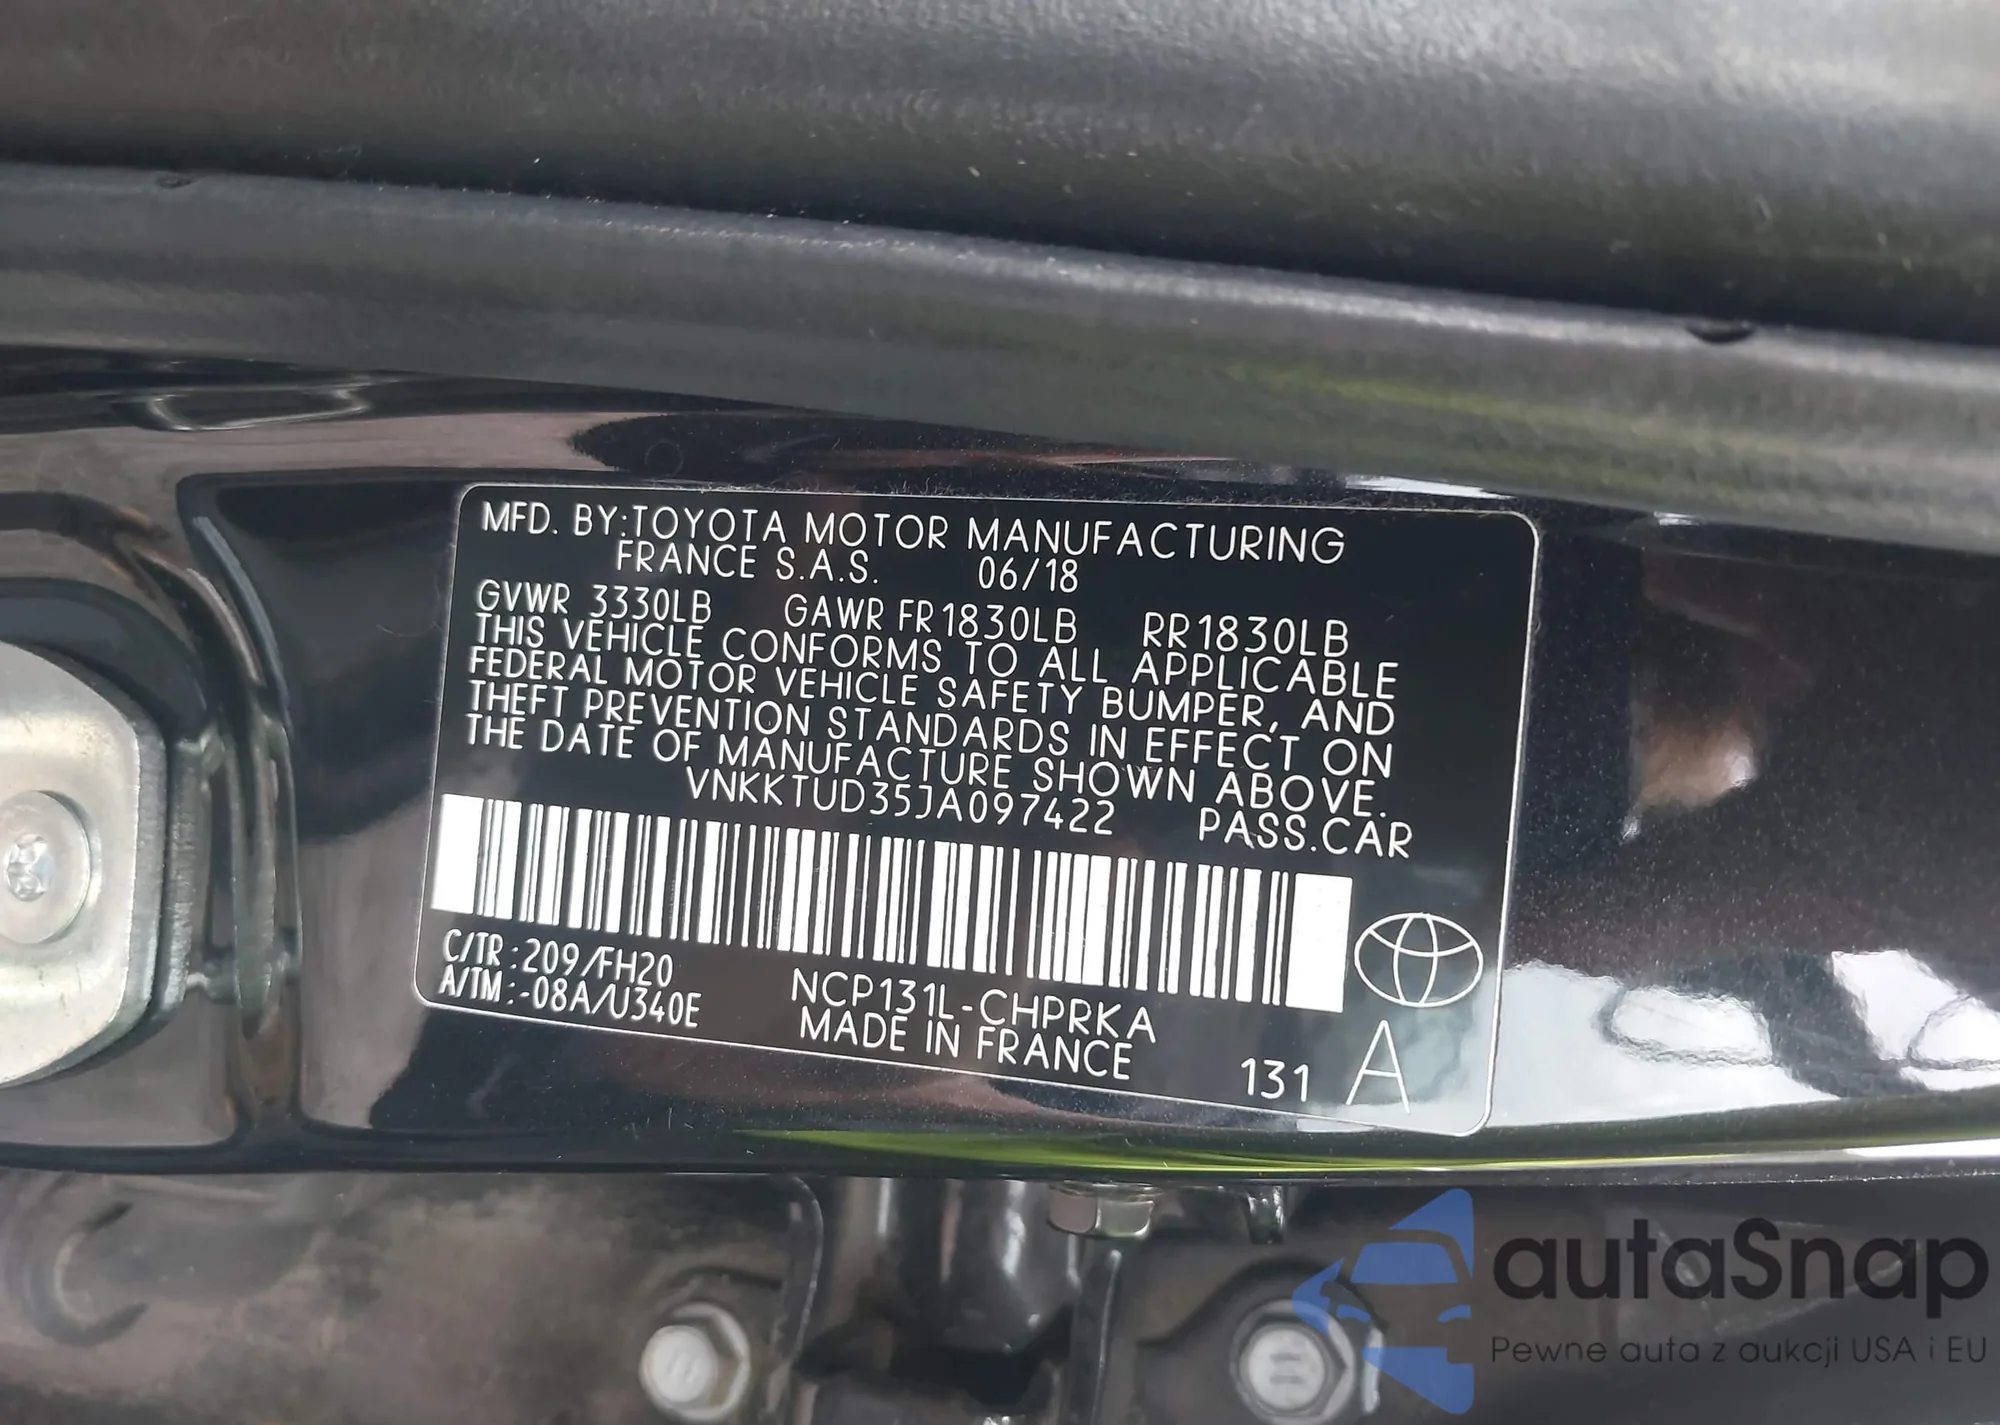 MFD. BY:TOYOTA MOTOR MANUFACTURING
FRANCE S.A.S. 06/18
GVWR 3330LB GAWR FR1830LB RR1830LB
THIS VEHICLE CONFORMS TO ALL APPLICABLE
FEDERAL MOTOR VEHICLE SAFETY BUMPER, AND
THEFT PREVENTION STANDARDS IN EFFECT ON
THE DATE OF MANUFACTURE SHOWN ABOVE.
VNKKTUD35JA097422 PASS.CAR
C/TR:209/FH20
A/TM:-08A/U340E
NCP131L-CHPRKA
MADE IN FRANCE
131 A
autaSnap
Pewne auta z aukcji USA i EU